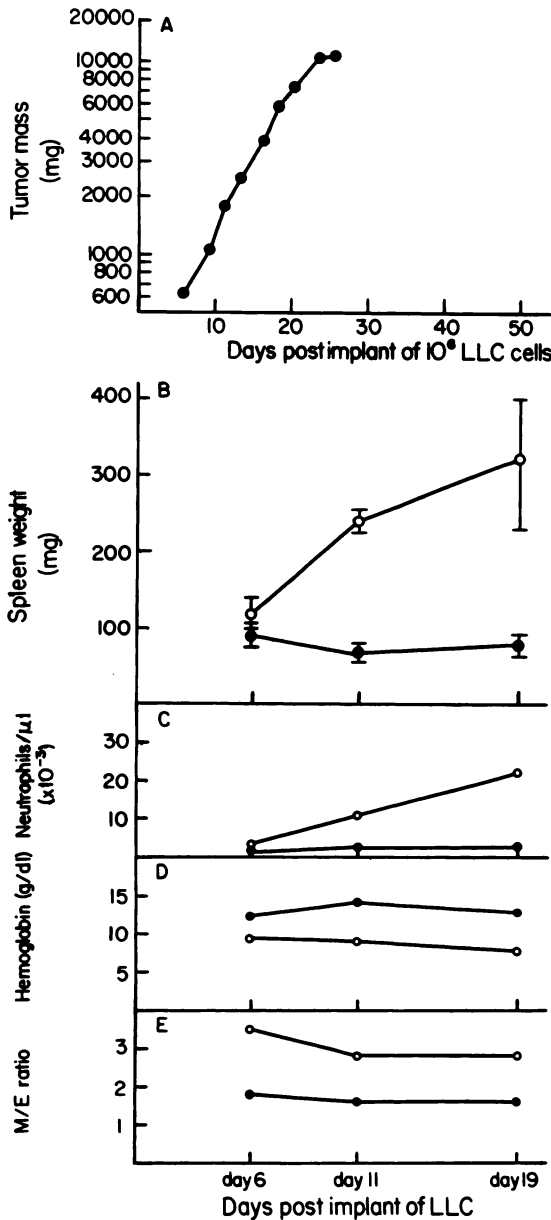 A
20000
10000
8000
6000
4000
3000
2000
1000
800
600
Tumor mass
(mg)
10 20 30 40 50
Days post implant of 10⁶ LLC cells
B
400
300
200
100
Spleen weight
(mg)
C
30
20
10
Neutrophils/μl
(x10⁻³)
D
15
10
5
Hemoglobin (g/dl)
E
3
2
1
M/E ratio
day 6 day 11 day 19
Days post implant of LLC